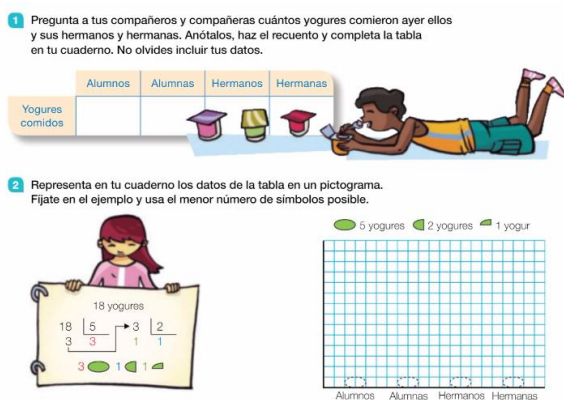 1 Pregunta a tus compañeros y compañeras cuántos yogures comieron ayer ellos
y sus hermanos y hermanas. Anótalos, haz el recuento y completa la tabla
en tu cuaderno. No olvides incluir tus datos.
Alumnos Alumnas Hermanos Hermanas
Yogures
comidos
2 Representa en tu cuaderno los datos de la tabla en un pictograma.
Fíjate en el ejemplo y usa el menor número de símbolos posible.
5 yogures 2 yogures 1 yogur
18 yogures
18 5 3 2
3 3 1 1
3 1 1
Alumnos Alumnas Hermanos Hermanas